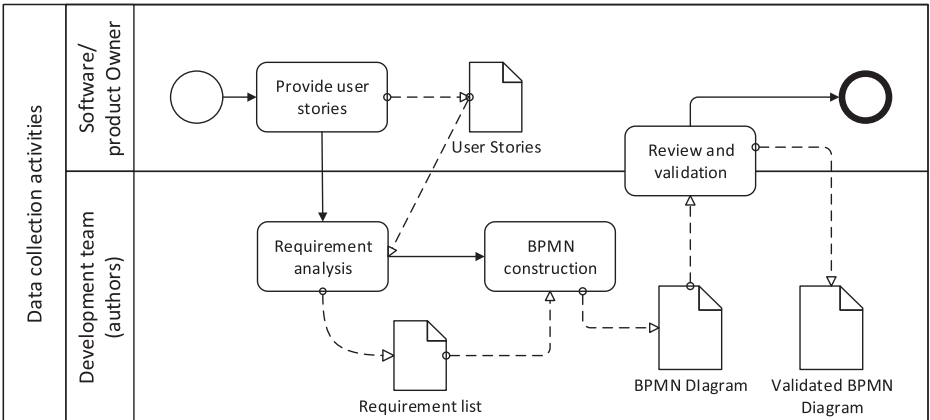 Data collection activities
Software/
product Owner
Provide user
stories
User Stories
Review and
validation
Development team
(authors)
Requirement
analysis
BPMN
construction
Requirement list
BPMN DIagram
Validated BPMN
Diagram